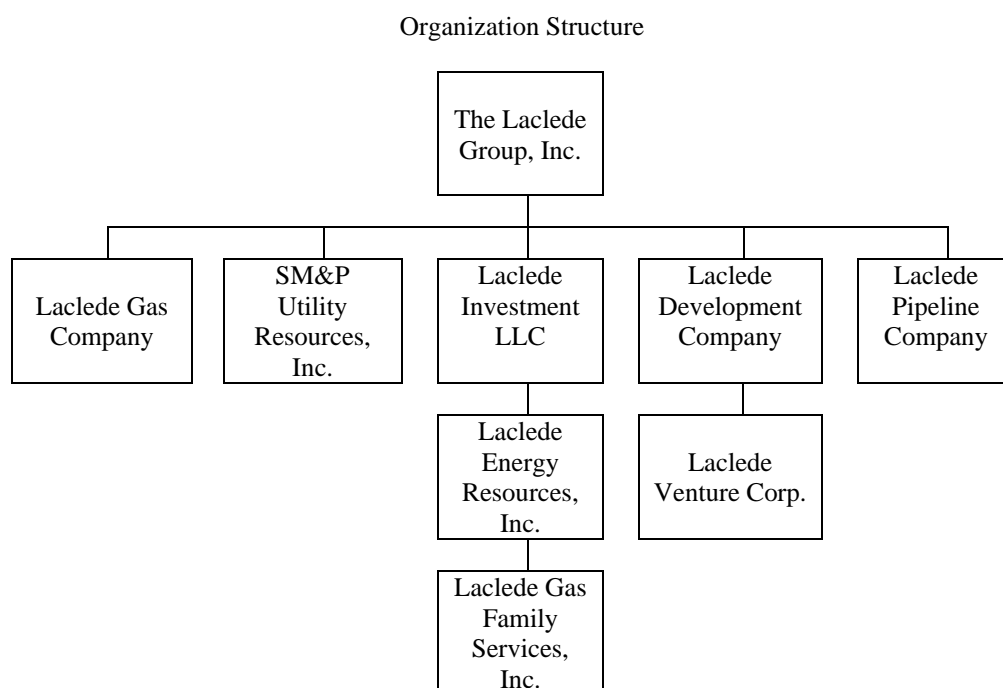 Organization Structure
The Laclede
Group, Inc.
Laclede Gas
Company
SM&P
Utility
Resources,
Inc.
Laclede
Investment
LLC
Laclede
Development
Company
Laclede
Pipeline
Company
Laclede
Energy
Resources,
Inc.
Laclede
Venture Corp.
Laclede Gas
Family
Services,
Inc.